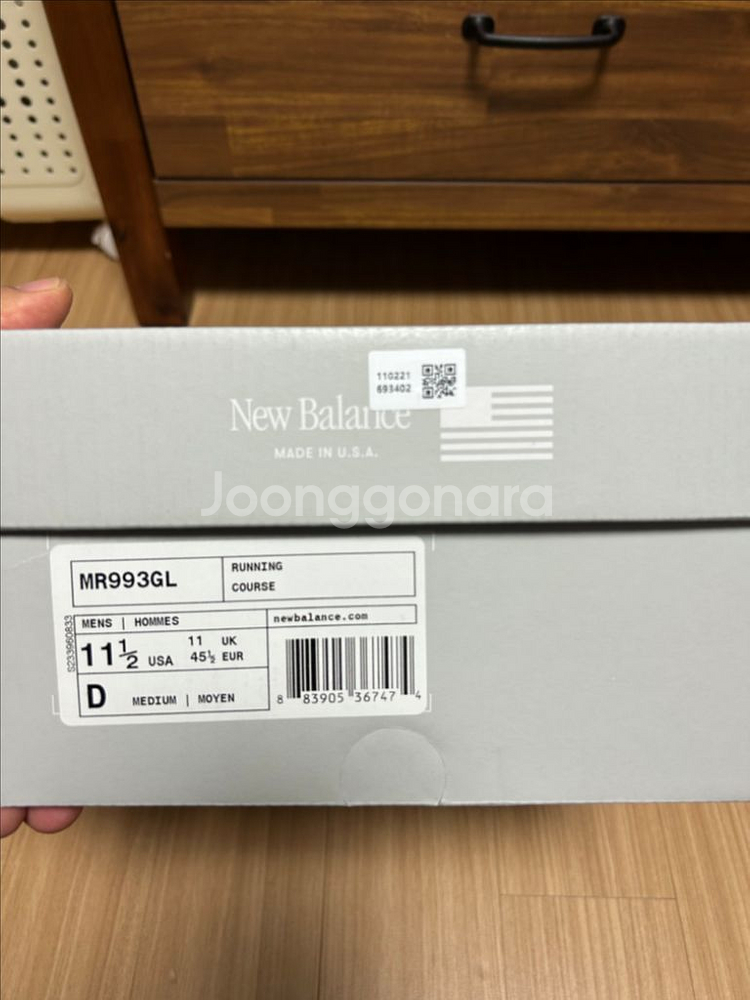 110221
693402
New Balance
MADE IN U.S.A.
Joonggonara
MR993GL
RUNNING
COURSE
MENS | HOMMES
newbalance.com
S233960833
11½ USA
11 UK
45½ EUR
D MEDIUM | MOYEN
8 83905 36747 4